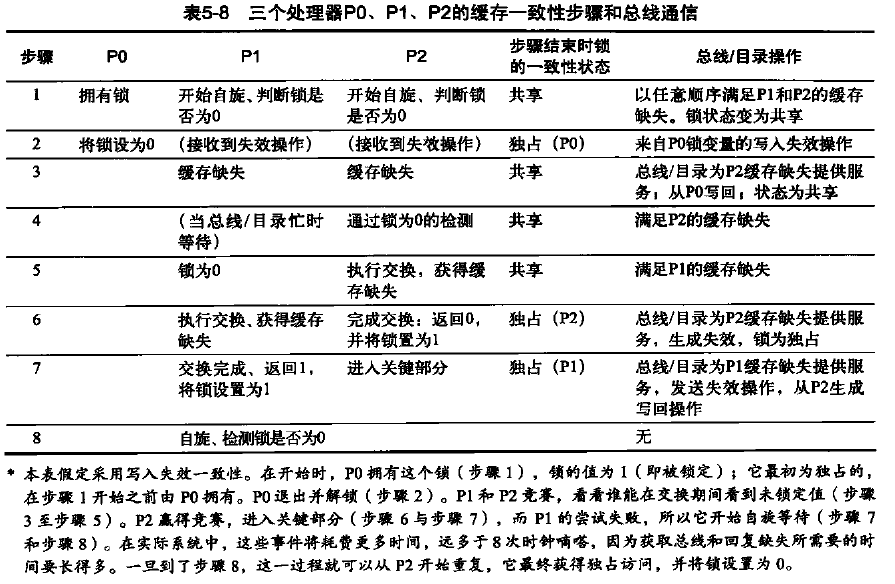 表5-8 三个处理器P0、P1、P2的缓存一致性步骤和总线通信
步骤 P0 P1 P2 步骤结束时锁的一致性状态 总线/目录操作
1 拥有锁 开始自旋、判断锁是否为0 开始自旋、判断锁是否为0 共享 以任意顺序满足P1和P2的缓存缺失。锁状态变为共享
2 将锁设为0 (接收到失效操作) (接收到失效操作) 独占(P0) 来自P0锁变量的写入失效操作
3 缓存缺失 缓存缺失 共享 总线/目录为P2缓存缺失提供服务;从P0写回;状态为共享
4 (当总线/目录忙时等待) 通过锁为0的检测 共享 满足P2的缓存缺失
5 锁为0 执行交换,获得缓存缺失 共享 满足P1的缓存缺失
6 执行交换、获得缓存缺失 完成交换:返回0,并将锁置为1 独占(P2) 总线/目录为P2缓存缺失提供服务,生成失效,锁为独占
7 交换完成、返回1,将锁设置为1 进入关键部分 独占(P1) 总线/目录为P1缓存缺失提供服务,发送失效操作,从P2生成写回操作
8 自旋、检测锁是否为0 无
* 本表假定采用写入失效一致性。在开始时,P0拥有这个锁(步骤1),锁的值为1(即被锁定);它最初为独占的,
在步骤1开始之前由P0拥有。P0退出并解锁(步骤2)。P1和P2竞赛,看看谁能在交换期间看到未锁定值(步骤
3至步骤5)。P2赢得竞赛,进入关键部分(步骤6与步骤7),而P1的尝试失败,所以它开始自旋等待(步骤7
和步骤8)。在实际系统中,这些事件将耗费更多时间,远多于8次时钟嘀嗒,因为获取总线和回复缺失所需要的时
间要长得多。一旦到了步骤8,这一过程就可以从P2开始重复,它最终获得独占访问,并将锁设置为0。